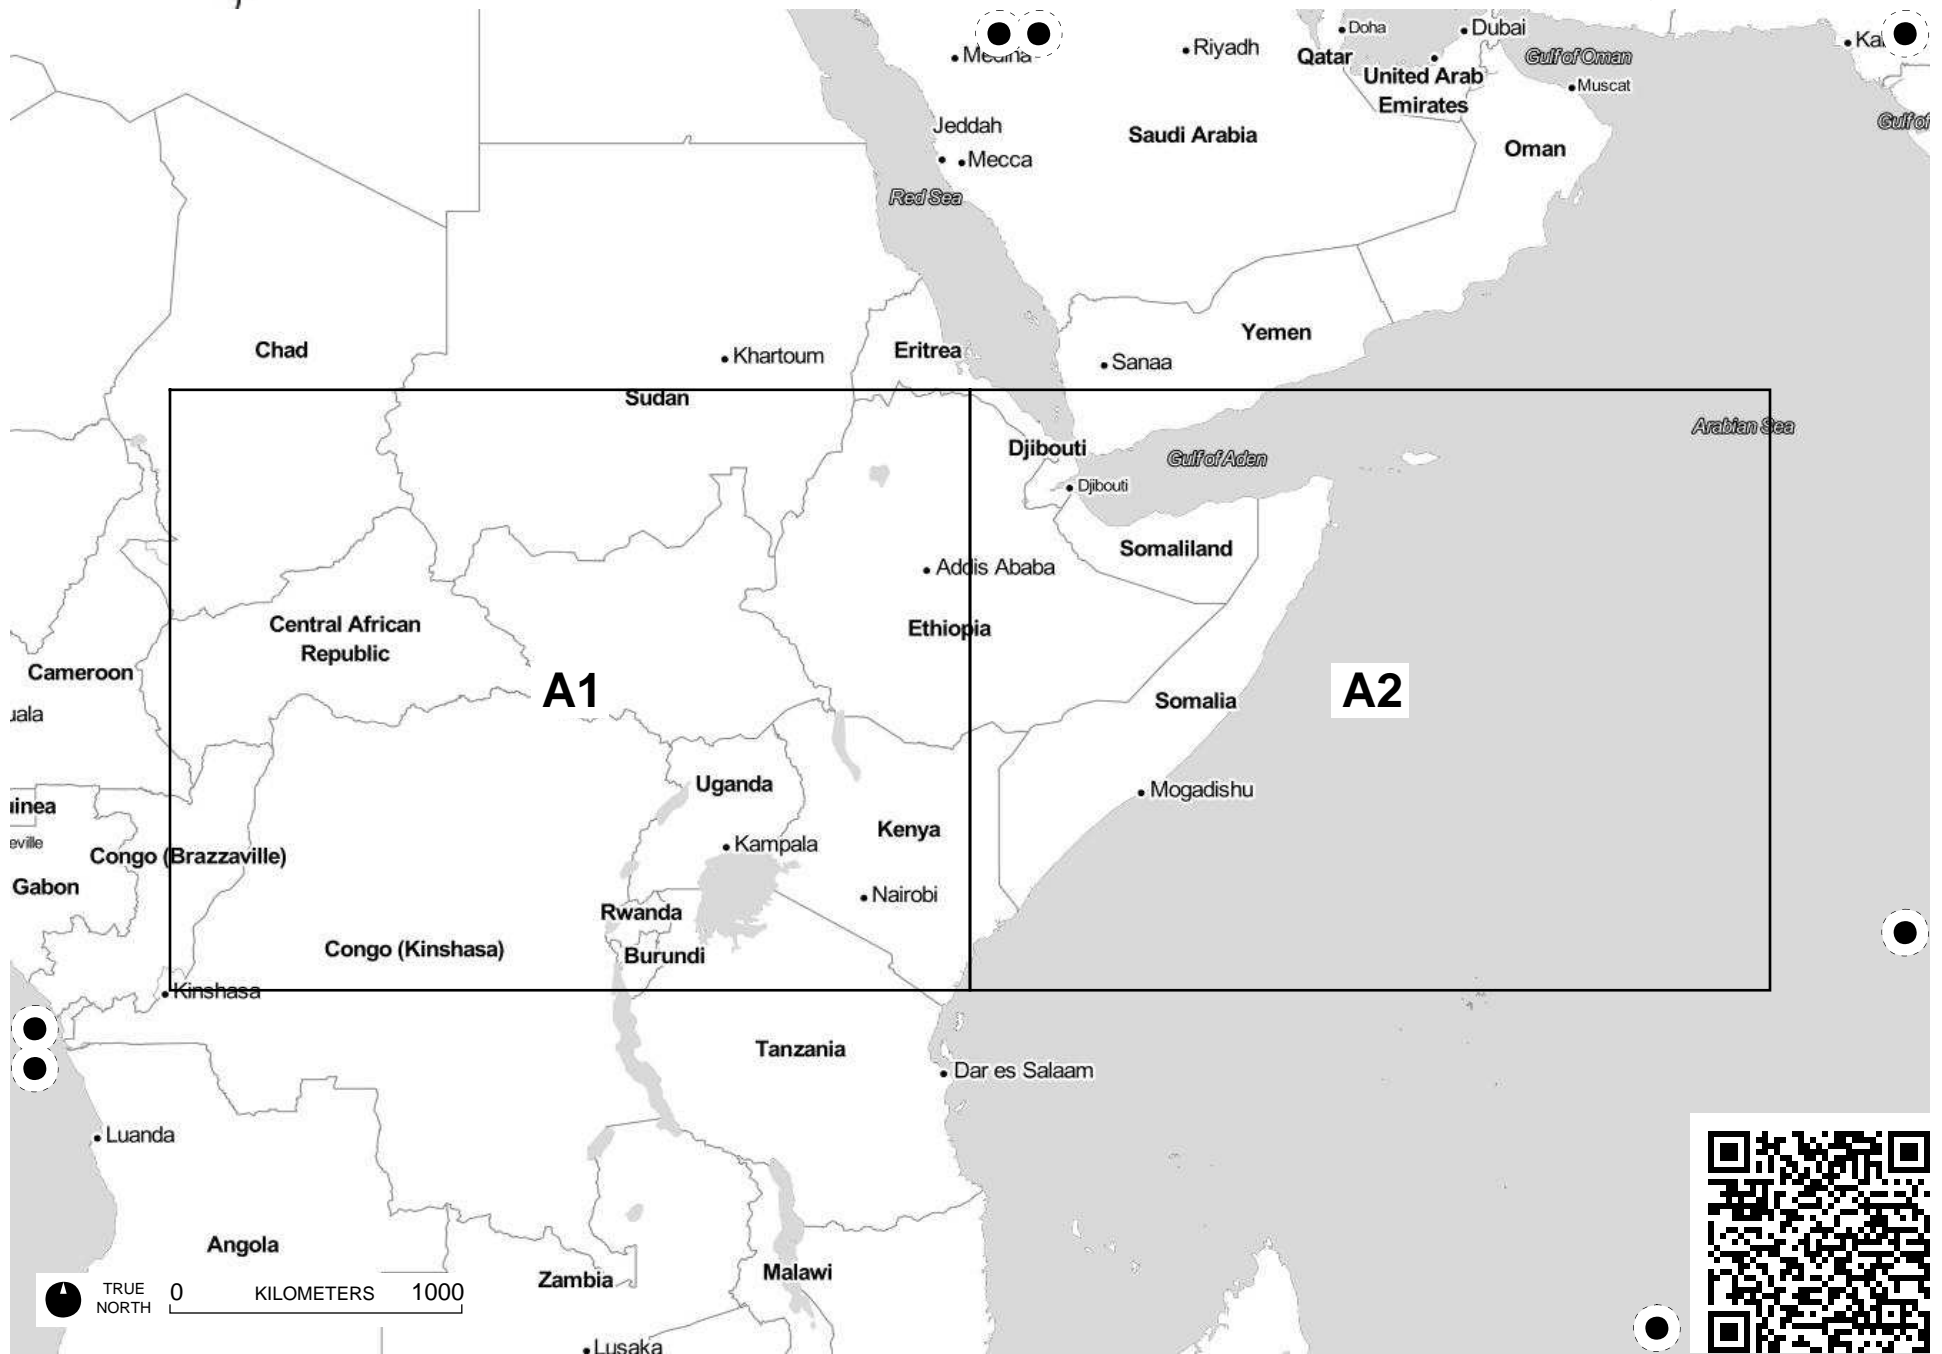 Doha
Dubai
Medina
Riyadh
Qatar
Gulf of Oman
United Arab
Emirates
Muscat
Jeddah
Saudi Arabia
Mecca
Oman
Gulf of
Red Sea
Yemen
Chad
Khartoum
Eritrea
Sanaa
Sudan
Arabian Sea
Djibouti
Gulf of Aden
Djibouti
Somaliland
Addis Ababa
Central African
Republic
Ethiopia
Cameroon
A1
A2
Somalia
Uganda
Mogadishu
Kenya
Kampala
Congo (Brazzaville)
Gabon
Nairobi
Rwanda
Congo (Kinshasa)
Burundi
Kinshasa
Tanzania
Dar es Salaam
Luanda
Angola
Zambia
Malawi
TRUE
NORTH
0 KILOMETERS 1000
Lusaka